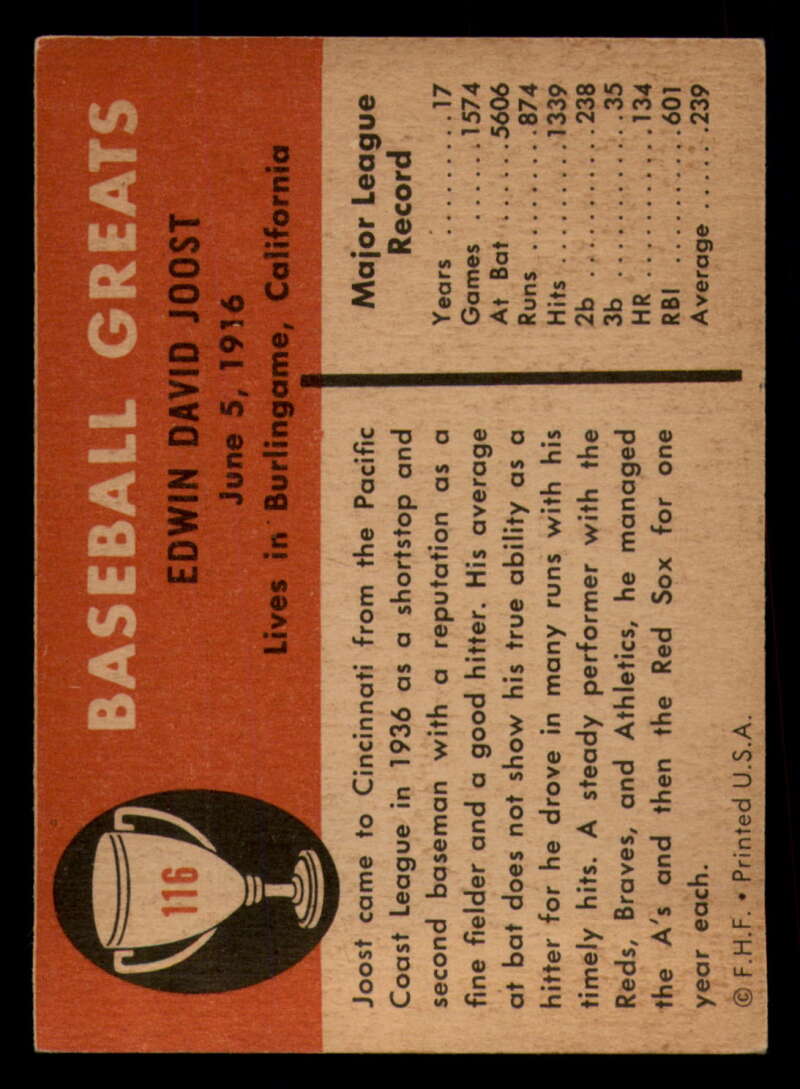 BASEBALL GREATS
EDWIN DAVID JOOST
June 5, 1916
Lives in Burlingame, California
116
Joost came to Cincinnati from the Pacific
Coast League in 1936 as a shortstop and
second baseman with a reputation as a
fine fielder and a good hitter. His average
at bat does not show his true ability as a
hitter for he drove in many runs with his
timely hits. A steady performer with the
Reds, Braves, and Athletics, he managed
the A's and then the Red Sox for one
year each.
Major League
Record
Years ..........17
Games .......1574
At Bat .......5606
Runs ..........874
Hits ..........1339
2b .............238
3b ..............35
HR ............134
RBI ...........601
Average ......239
© F.H.F. • Printed U.S.A.